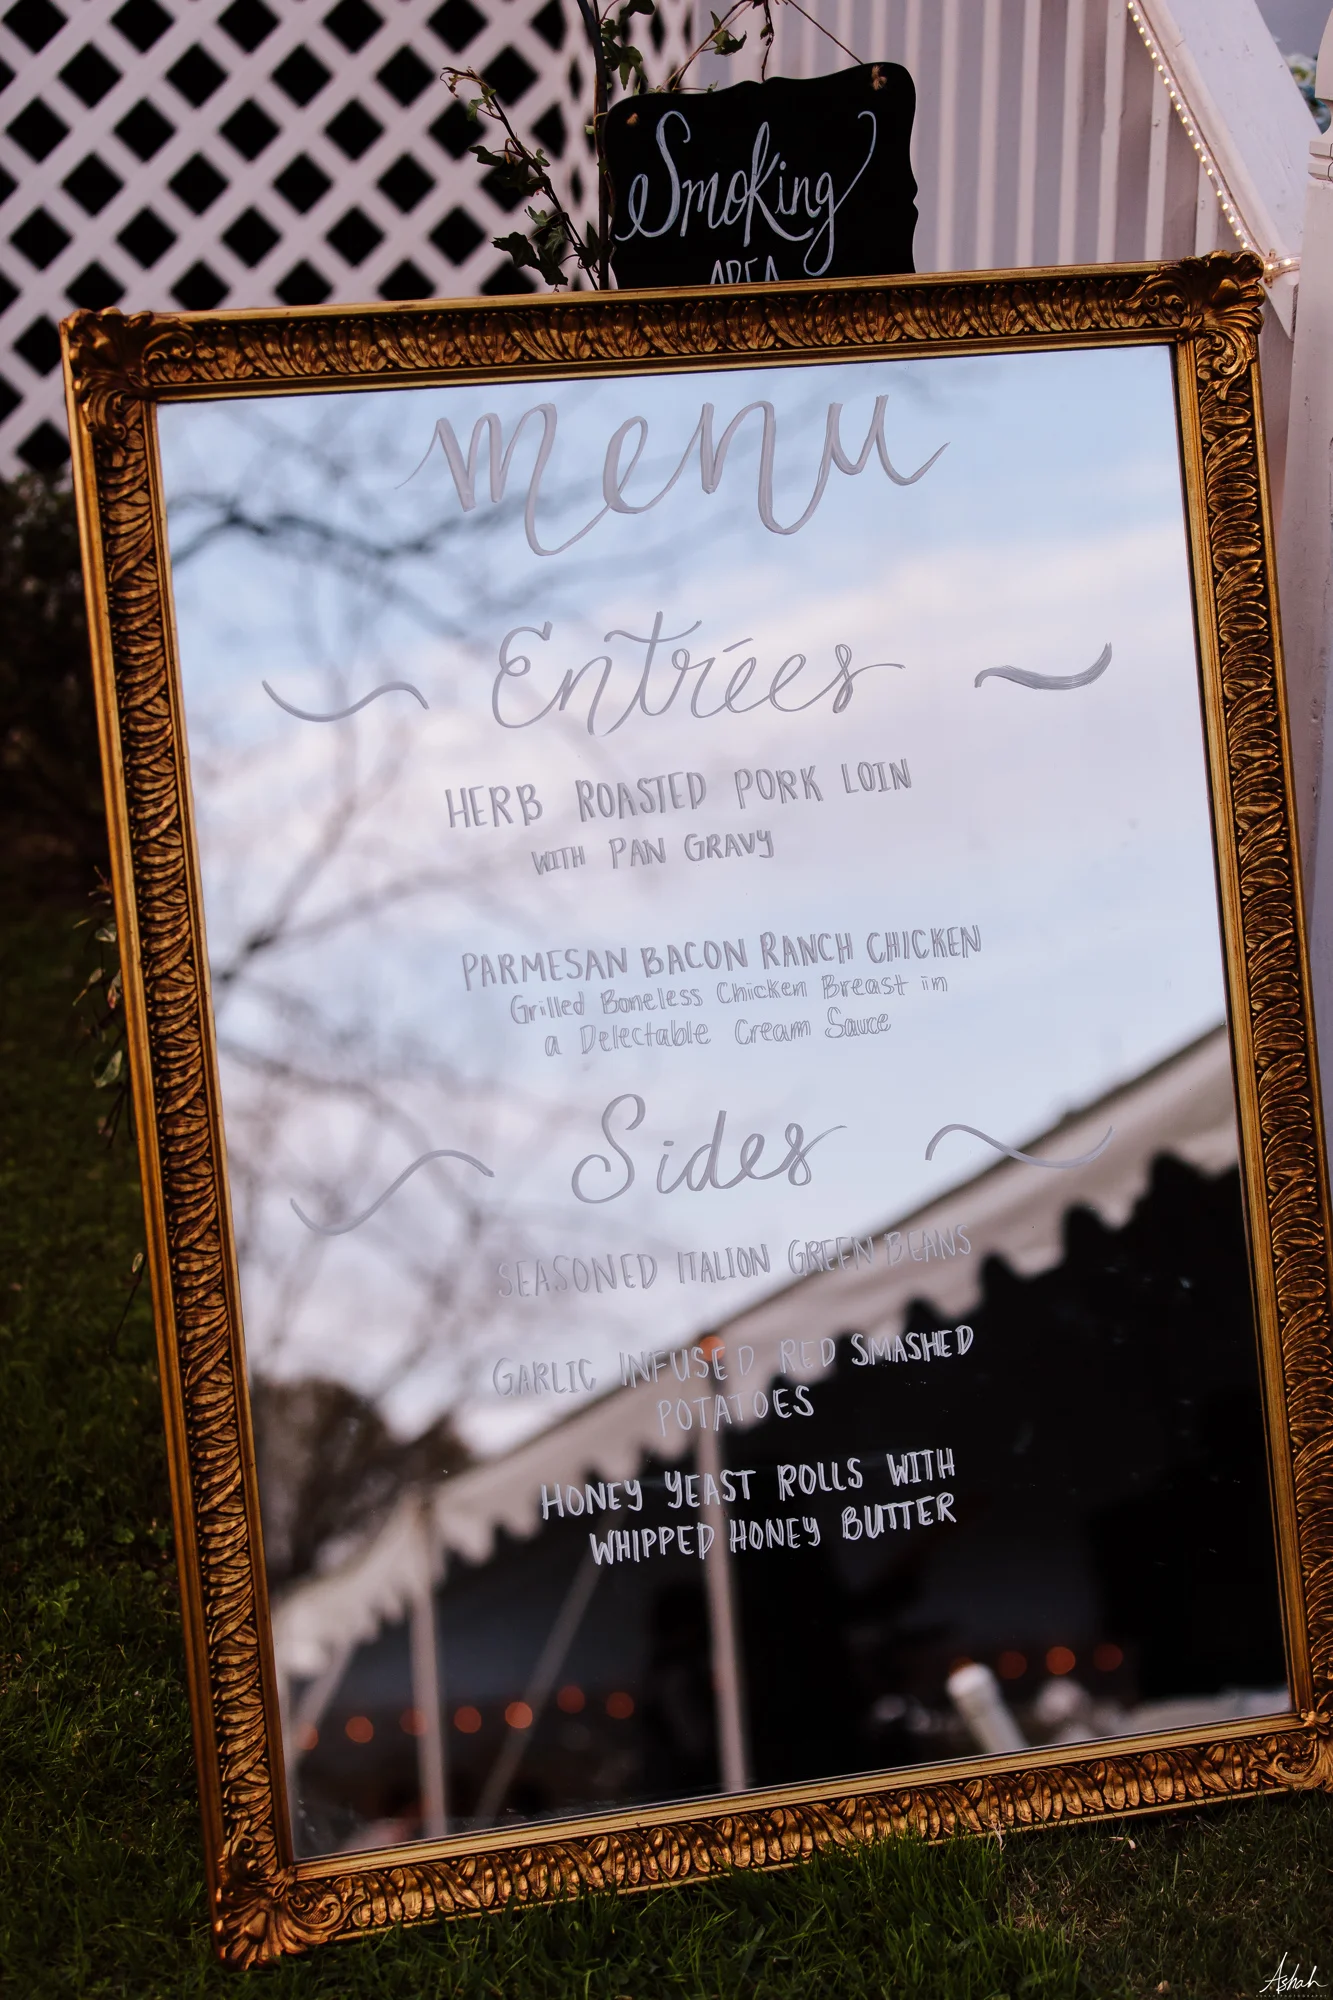 Smoking
AREA
menu
Entrées
HERB ROASTED PORK LOIN
WITH PAN GRAVY
PARMESAN BACON RANCH CHICKEN
Grilled Boneless Chicken Breast in
a Delectable Cream Sauce
Sides
SEASONED ITALION GREEN BEANS
GARLIC INFUSED RED SMASHED
POTATOES
HONEY YEAST ROLLS WITH
WHIPPED HONEY BUTTER
Ashah